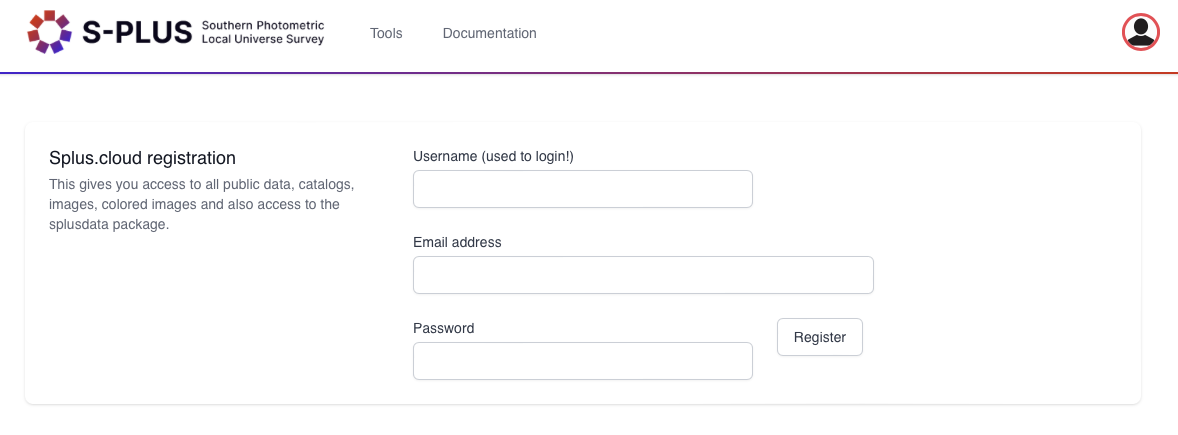 S-PLUS Southern Photometric
Local Universe Survey
Tools
Documentation
Splus.cloud registration
This gives you access to all public data, catalogs,
images, colored images and also access to the
splusdata package.
Username (used to login!)
Email address
Password
Register